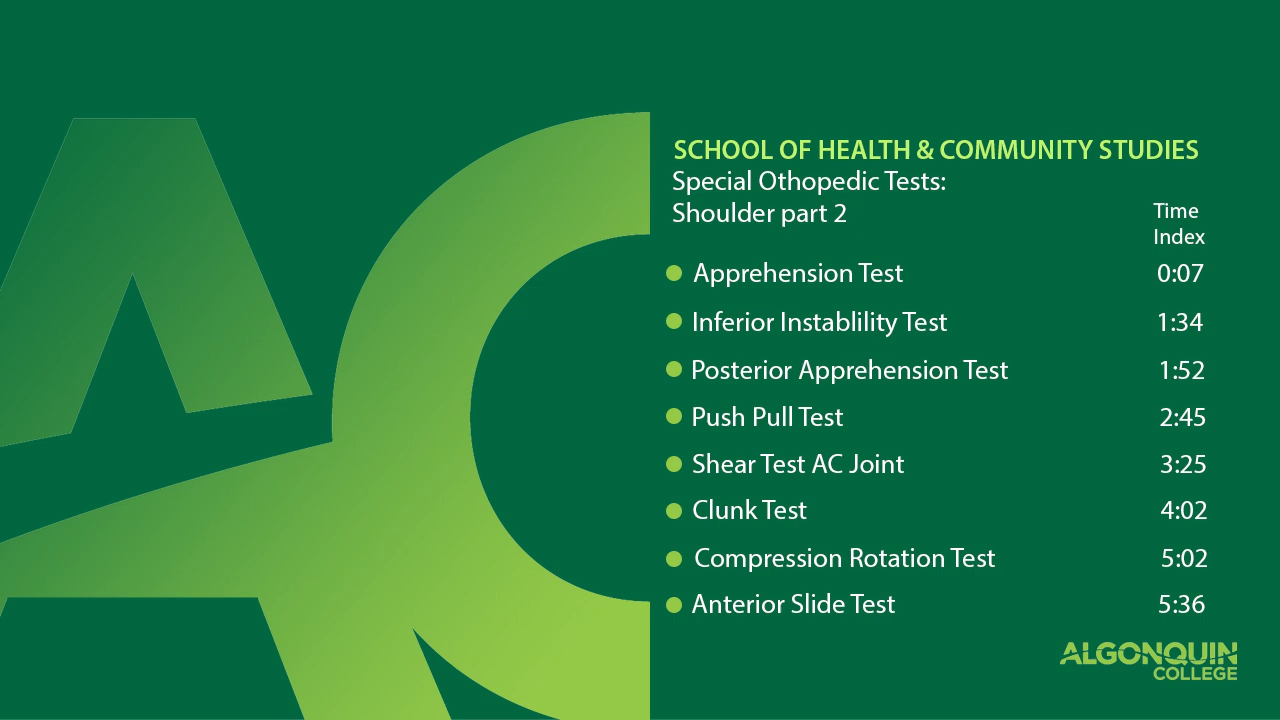 SCHOOL OF HEALTH & COMMUNITY STUDIES
Special Othopedic Tests:
Shoulder part 2
Time
Index
Apprehension Test 0:07
Inferior Instablility Test 1:34
Posterior Apprehension Test 1:52
Push Pull Test 2:45
Shear Test AC Joint 3:25
Clunk Test 4:02
Compression Rotation Test 5:02
Anterior Slide Test 5:36
ALGONQUIN
COLLEGE